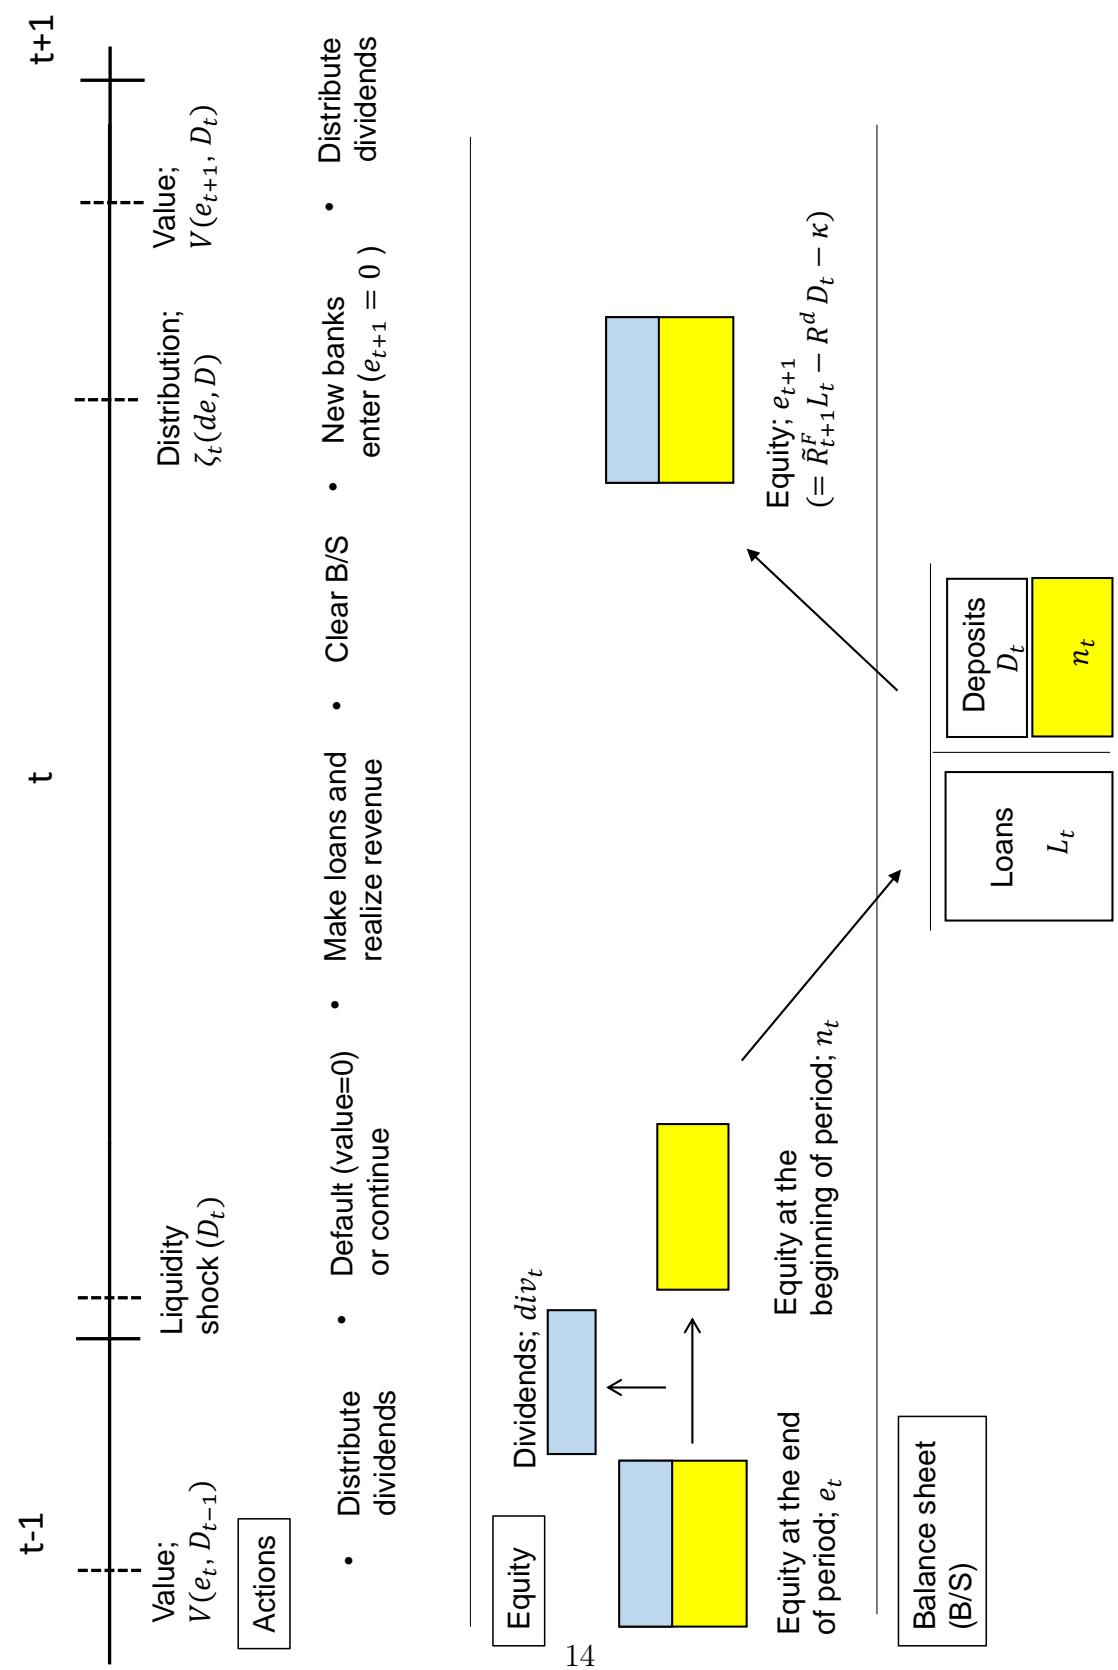 t-1
t
t+1
Value;
V(e_t, D_{t−1})
Liquidity
shock (D_t)
Distribution;
ζ_t(de, D)
Value;
V(e_{t+1}, D_t)
Actions
• Distribute
dividends
• Default (value=0)
or continue
• Make loans and
realize revenue
• Clear B/S
• New banks
enter (e_{t+1} = 0 )
• Distribute
dividends
Equity
Dividends; div_t
Equity at the end
of period; e_t
Equity at the
beginning of period; n_t
Equity; e_{t+1}
(= R̃^F_{t+1}L_t − R^d D_t − κ)
Balance sheet
(B/S)
Loans
L_t
Deposits
D_t
n_t
14